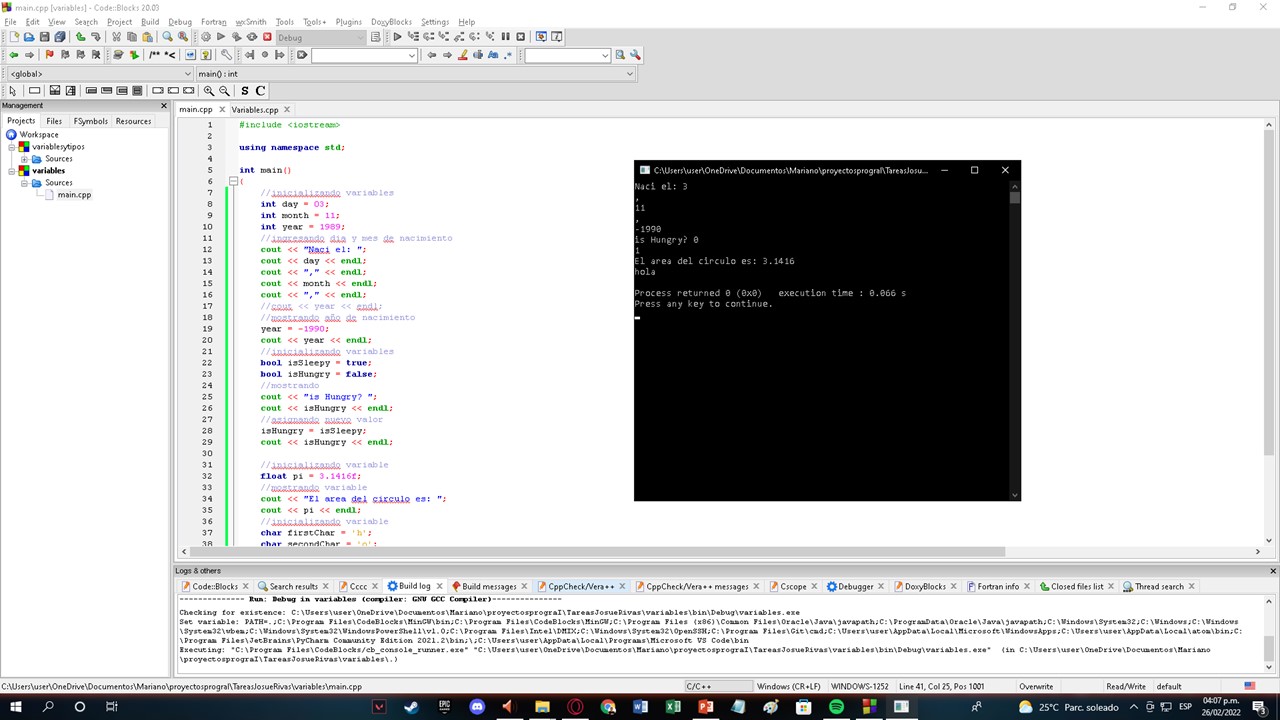 main.cpp [variables] - Code::Blocks 20.03
File Edit View Search Project Build Debug Fortran wxSmith Tools Tools+ Plugins DoxyBlocks Settings Help
Debug
/** *<
<global> main() : int
S C
Management
Projects Files FSymbols Resources
Workspace
variablesytipos
Sources
variables
Sources
main.cpp
main.cpp Variables.cpp
1 #include <iostream>
2
3 using namespace std;
4
5 int main()
6 {
7 //inicializando variables
8 int day = 03;
9 int month = 11;
10 int year = 1989;
11 //ingresando dia y mes de nacimiento
12 cout << "Naci el: ";
13 cout << day << endl;
14 cout << "," << endl;
15 cout << month << endl;
16 cout << "," << endl;
17 //cout << year << endl;
18 //mostrando año de nacimiento
19 year = -1990;
20 cout << year << endl;
21 //inicializando variables
22 bool isSleepy = true;
23 bool isHungry = false;
24 //mostrando
25 cout << "is Hungry? ";
26 cout << isHungry << endl;
27 //asignando nuevo valor
28 isHungry = isSleepy;
29 cout << isHungry << endl;
30
31 //inicializando variable
32 float pi = 3.1416f;
33 //mostrando variable
34 cout << "El area del circulo es: ";
35 cout << pi << endl;
36 //inicializando variable
37 char firstChar = 'h';
38 char secondChar = 'o';
C:\Users\user\OneDrive\Documentos\Mariano\proyectosprograI\TareasJosu...
Naci el: 3
,
11
,
-1990
is Hungry? 0
1
El area del circulo es: 3.1416
hola
Process returned 0 (0x0) execution time : 0.066 s
Press any key to continue.
Logs & others
Code::Blocks Search results Cccc Build log Build messages CppCheck/Vera++ CppCheck/Vera++ messages Cscope Debugger DoxyBlocks Fortran info Closed files list Thread search
------------- Run: Debug in variables (compiler: GNU GCC Compiler)---------------
Checking for existence: C:\Users\user\OneDrive\Documentos\Mariano\proyectosprograI\TareasJosueRivas\variables\bin\Debug\variables.exe
Set variable: PATH=.;C:\Program Files\CodeBlocks\MinGW\bin;C:\Program Files\CodeBlocks\MinGW;C:\Program Files (x86)\Common Files\Oracle\Java\javapath;C:\ProgramData\Oracle\Java\javapath;C:\Windows\System32;C:\Windows;C:\Windows
\System32\wbem;C:\Windows\System32\WindowsPowerShell\v1.0;C:\Program Files\Intel\DMIX;C:\Windows\System32\OpenSSH;C:\Program Files\Git\cmd;C:\Users\user\AppData\Local\Microsoft\WindowsApps;C:\Users\user\AppData\Local\atom\bin;C:
\Program Files\JetBrains\PyCharm Community Edition 2021.2\bin;\;C:\Users\user\AppData\Local\Programs\Microsoft VS Code\bin
Executing: "C:\Program Files\CodeBlocks/cb_console_runner.exe" "C:\Users\user\OneDrive\Documentos\Mariano\proyectosprograI\TareasJosueRivas\variables\bin\Debug\variables.exe" (in C:\Users\user\OneDrive\Documentos\Mariano
\proyectosprograI\TareasJosueRivas\variables\.)
C:\Users\user\OneDrive\Documentos\Mariano\proyectosprograI\TareasJosueRivas\variables\main.cpp C/C++ Windows (CR+LF) WINDOWS-1252 Line 41, Col 25, Pos 1001 Overwrite Read/Write default
25°C Parc. soleado ESP 04:07 p.m.
26/02/2022